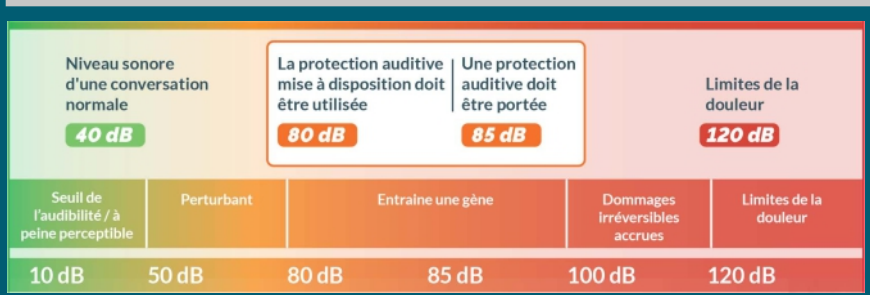 Niveau sonore
d'une conversation
normale
40 dB
La protection auditive
mise à disposition doit
être utilisée
80 dB
Une protection
auditive doit
être portée
85 dB
Limites de la
douleur
120 dB
Seuil de
l'audibilité / à
peine perceptible
Perturbant
Entraine une gène
Dommages
irréversibles
accrues
Limites de la
douleur
10 dB
50 dB
80 dB
85 dB
100 dB
120 dB